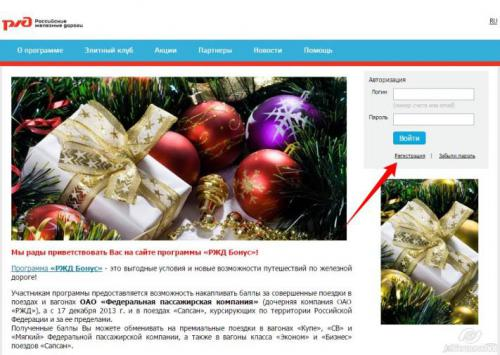 ржд Российские
железные дороги
RU
О программе Элитный клуб Акции Партнеры Новости Помощь
Авторизация
Логин
(номер счета или email)
Пароль
Войти
Регистрация | Забыли пароль
Мы рады приветствовать Вас на сайте программы «РЖД Бонус»!
Программа «РЖД Бонус» - это выгодные условия и новые возможности путешествий по железной
дороге!
Участникам программы предоставляется возможность накапливать баллы за совершенные поездки в
поездах и вагонах ОАО «Федеральная пассажирская компания» (дочерняя компания ОАО
«РЖД»), а с 17 декабря 2013 г. и в поездах «Сапсан», курсирующих по территории Российской
Федерации и за ее пределами.
Полученные баллы Вы можете обменивать на премиальные поездки в вагонах «Купе», «СВ» и
«Мягкий» Федеральной пассажирской компании, а также в вагоны класса «Эконом» и «Бизнес»
поездов «Сапсан».